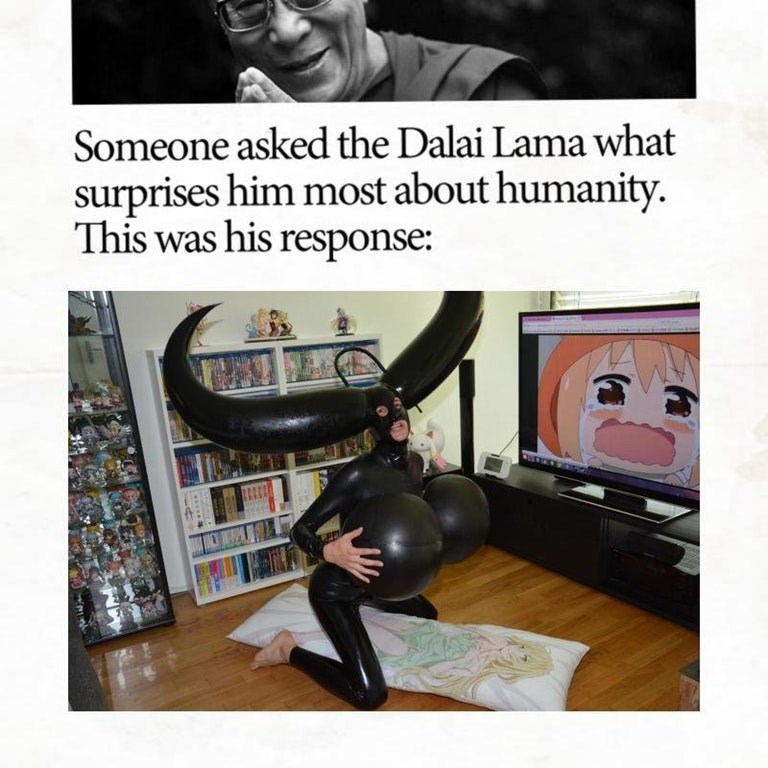 Someone asked the Dalai Lama what
surprises him most about humanity.
This was his response: